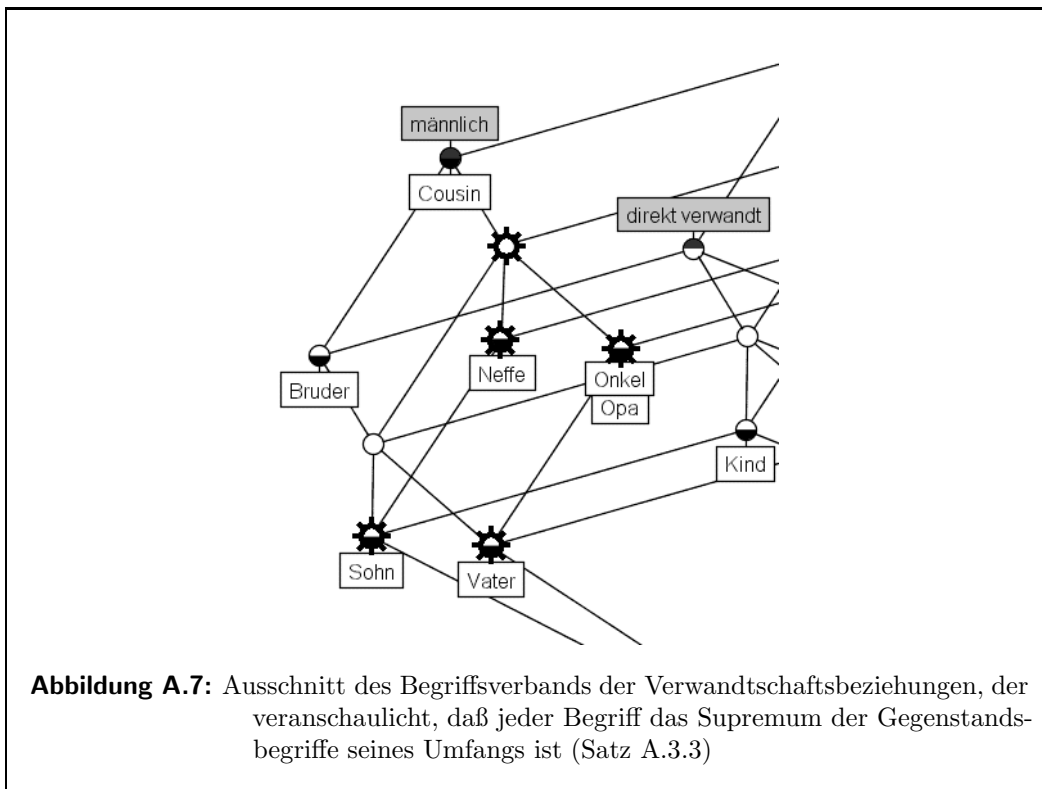 männlich
Cousin
direkt verwandt
Bruder
Neffe
Onkel
Opa
Kind
Sohn
Vater
Abbildung A.7: Ausschnitt des Begriffsverbands der Verwandtschaftsbeziehungen, der
veranschaulicht, daß jeder Begriff das Supremum der Gegenstands-
begriffe seines Umfangs ist (Satz A.3.3)